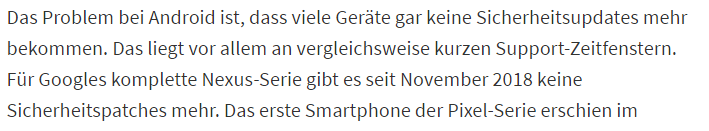 Das Problem bei Android ist, dass viele Geräte gar keine Sicherheitsupdates mehr
bekommen. Das liegt vor allem an vergleichsweise kurzen Support-Zeitfenstern.
Für Googles komplette Nexus-Serie gibt es seit November 2018 keine
Sicherheitspatches mehr. Das erste Smartphone der Pixel-Serie erschien im